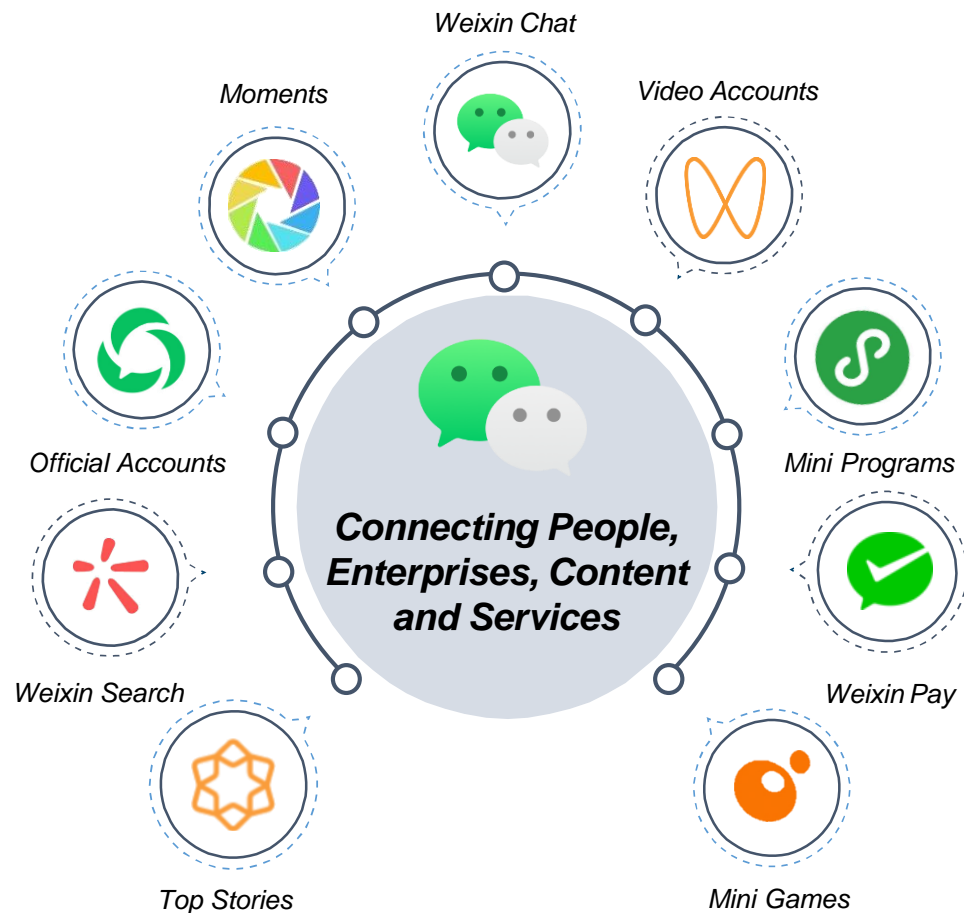 Weixin Chat
Moments
Video Accounts
Official Accounts
Mini Programs
Connecting People,
Enterprises, Content
and Services
Weixin Search
Weixin Pay
Top Stories
Mini Games